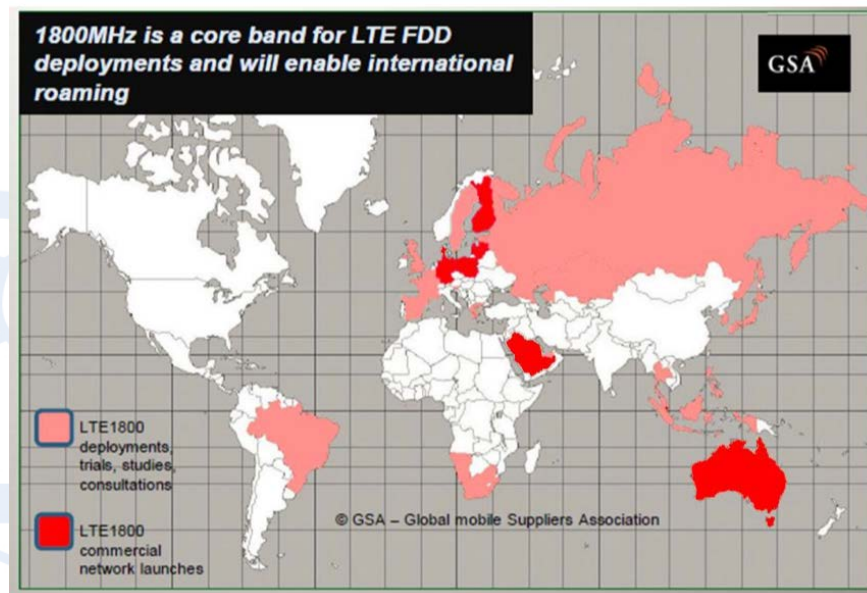 1800MHz is a core band for LTE FDD
deployments and will enable international
roaming
GSA
LTE1800
deployments,
trials, studies,
consultations
© GSA – Global mobile Suppliers Association
LTE1800
commercial
network launches